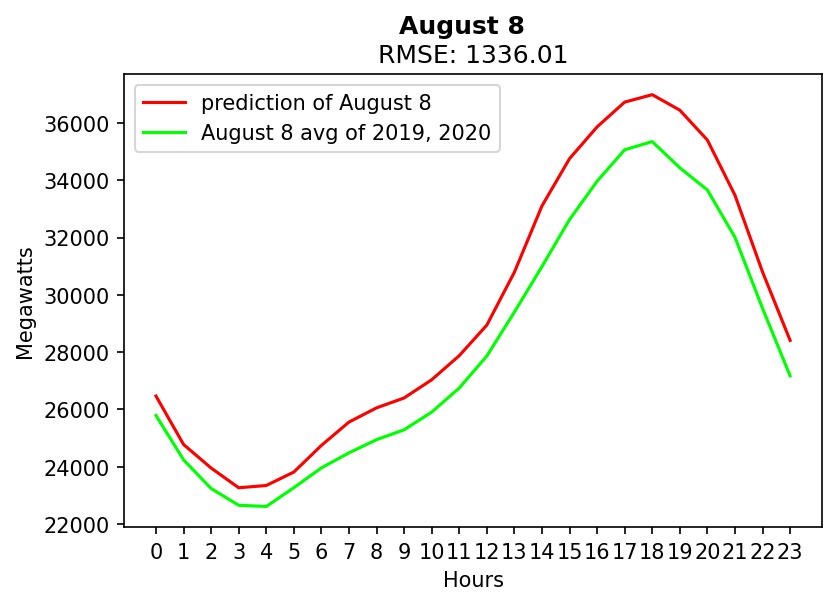 August 8
RMSE: 1336.01
prediction of August 8
August 8 avg of 2019, 2020
Megawatts
36000
34000
32000
30000
28000
26000
24000
22000
0 1 2 3 4 5 6 7 8 9 10 11 12 13 14 15 16 17 18 19 20 21 22 23
Hours